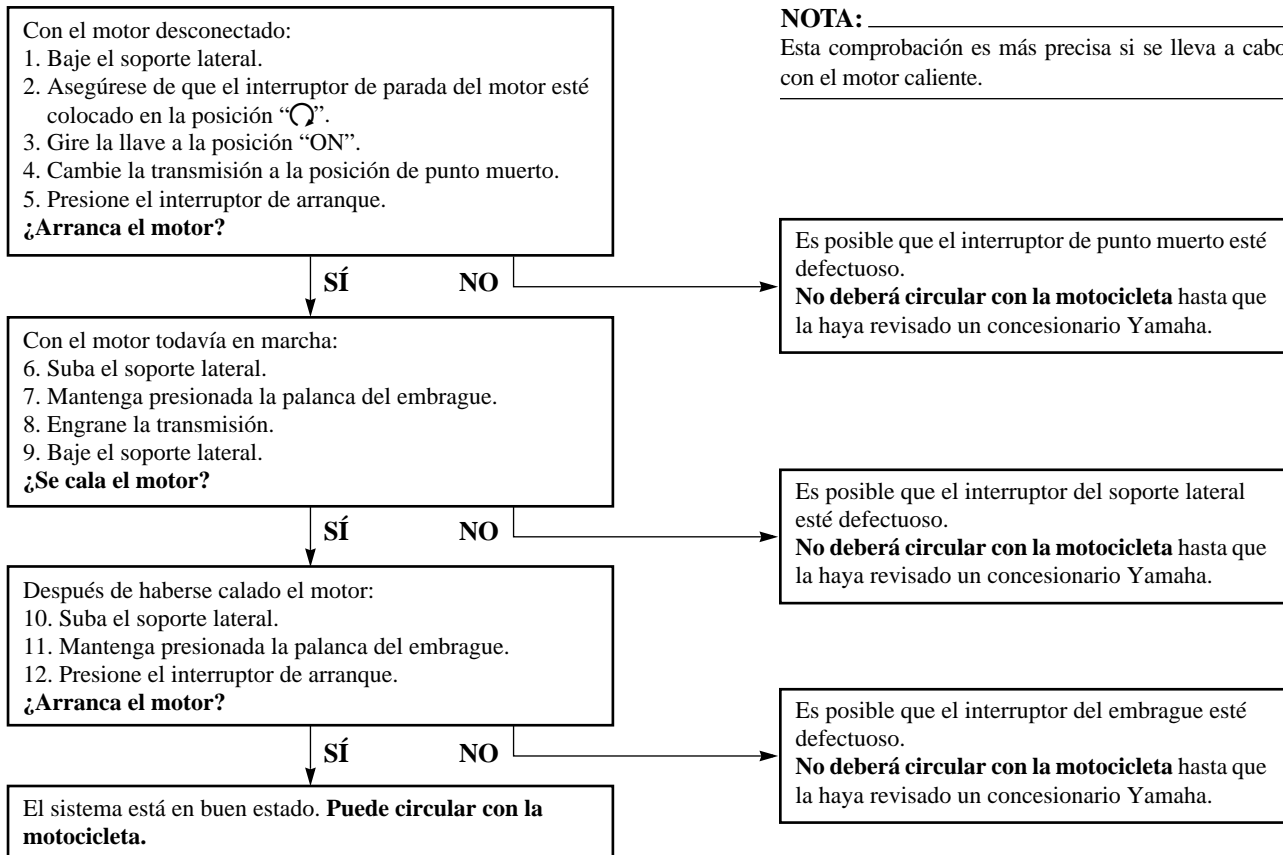 Con el motor desconectado:
1. Baje el soporte lateral.
2. Asegúrese de que el interruptor de parada del motor esté
colocado en la posición “”.
3. Gire la llave a la posición “ON”.
4. Cambie la transmisión a la posición de punto muerto.
5. Presione el interruptor de arranque.
¿Arranca el motor?
NOTA:
Esta comprobación es más precisa si se lleva a cabo
con el motor caliente.
SÍ NO
Es posible que el interruptor de punto muerto esté
defectuoso.
No deberá circular con la motocicleta hasta que
la haya revisado un concesionario Yamaha.
Con el motor todavía en marcha:
6. Suba el soporte lateral.
7. Mantenga presionada la palanca del embrague.
8. Engrane la transmisión.
9. Baje el soporte lateral.
¿Se cala el motor?
SÍ NO
Es posible que el interruptor del soporte lateral
esté defectuoso.
No deberá circular con la motocicleta hasta que
la haya revisado un concesionario Yamaha.
Después de haberse calado el motor:
10. Suba el soporte lateral.
11. Mantenga presionada la palanca del embrague.
12. Presione el interruptor de arranque.
¿Arranca el motor?
SÍ NO
Es posible que el interruptor del embrague esté
defectuoso.
No deberá circular con la motocicleta hasta que
la haya revisado un concesionario Yamaha.
El sistema está en buen estado. Puede circular con la
motocicleta.